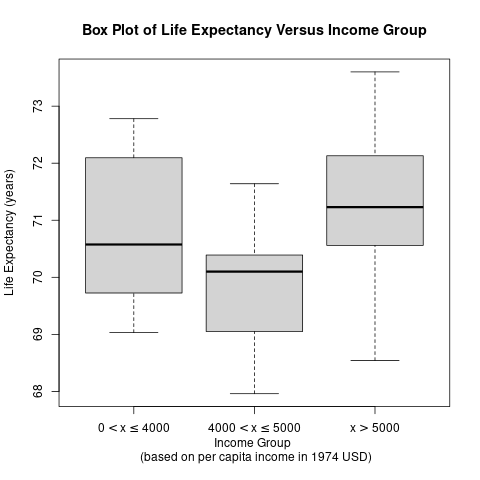 Box Plot of Life Expectancy Versus Income Group
Life Expectancy (years)
73
72
71
70
69
68
0 < x ≤ 4000
4000 < x ≤ 5000
x > 5000
Income Group
(based on per capita income in 1974 USD)